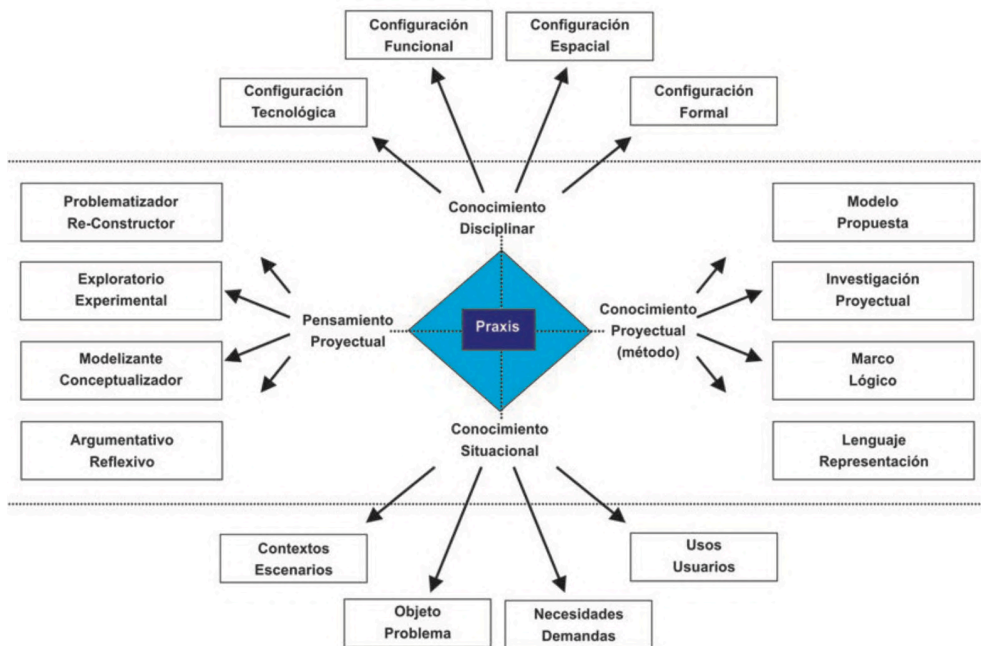 Configuración
Funcional
Configuración
Espacial
Configuración
Tecnológica
Configuración
Formal
Problematizador
Re-Constructor
Exploratorio
Experimental
Modelizante
Conceptualizador
Argumentativo
Reflexivo
Pensamiento
Proyectual
Conocimiento
Disciplinar
Praxis
Conocimiento
Situacional
Conocimiento
Proyectual
(método)
Modelo
Propuesta
Investigación
Proyectual
Marco
Lógico
Lenguaje
Representación
Contextos
Escenarios
Objeto
Problema
Necesidades
Demandas
Usos
Usuarios